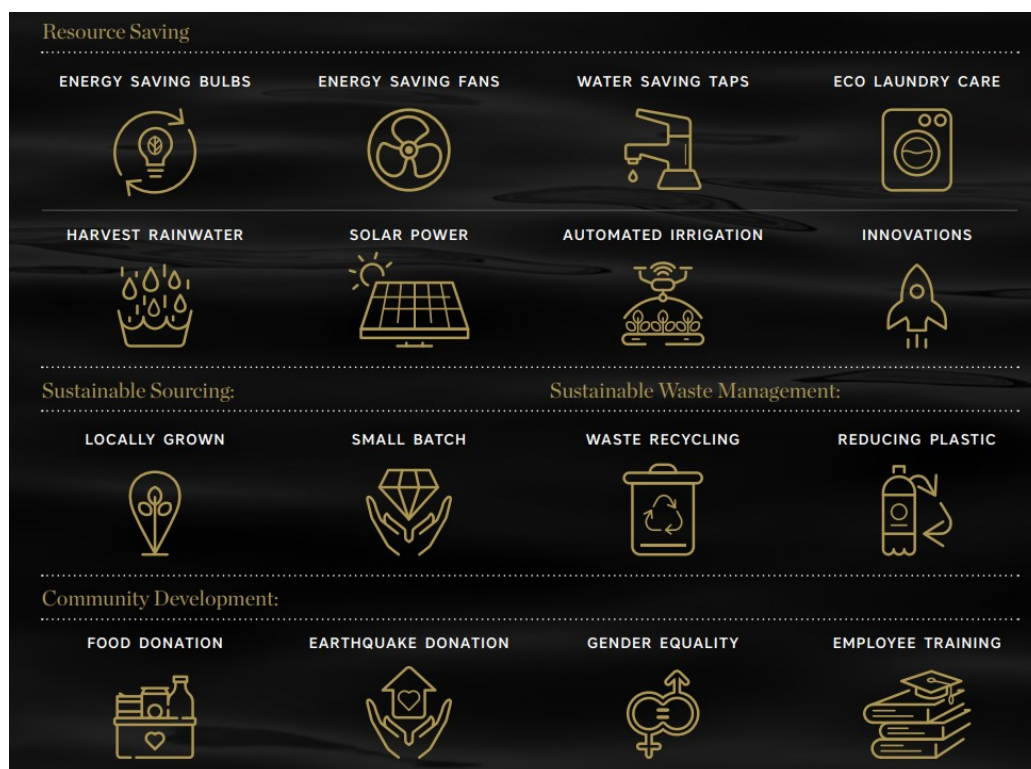 Resource Saving
ENERGY SAVING BULBS ENERGY SAVING FANS WATER SAVING TAPS ECO LAUNDRY CARE
HARVEST RAINWATER SOLAR POWER AUTOMATED IRRIGATION INNOVATIONS
Sustainable Sourcing: Sustainable Waste Management:
LOCALLY GROWN SMALL BATCH WASTE RECYCLING REDUCING PLASTIC
Community Development:
FOOD DONATION EARTHQUAKE DONATION GENDER EQUALITY EMPLOYEE TRAINING